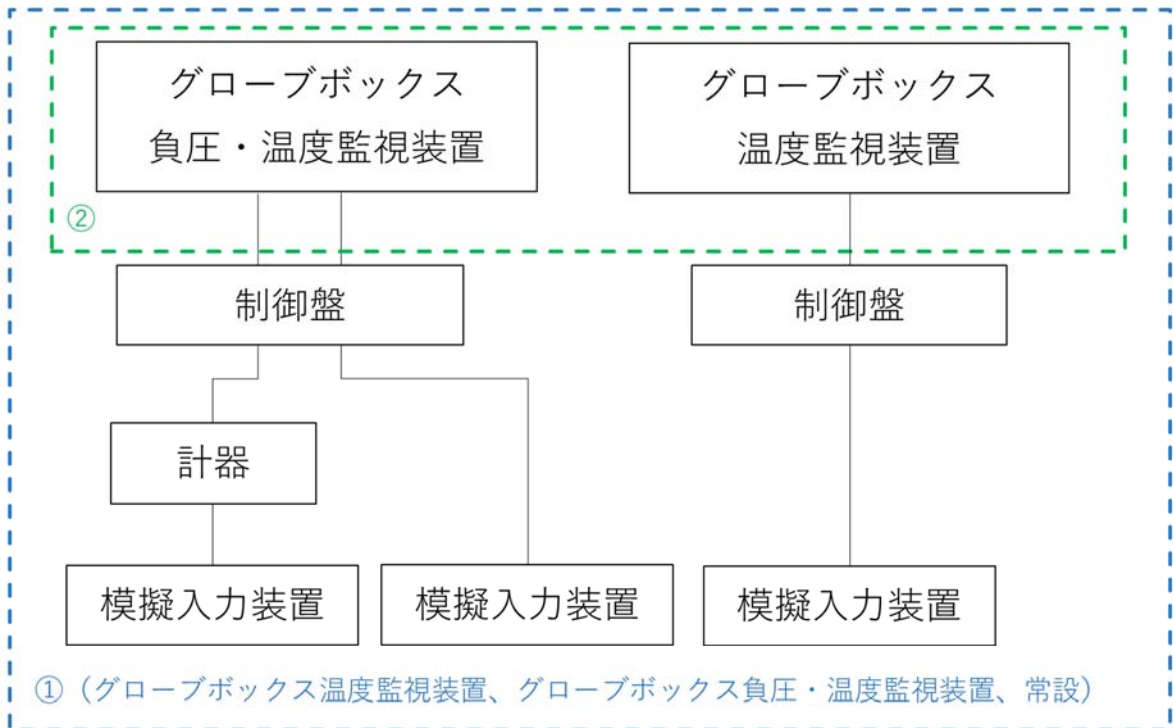 グローブボックス
負圧・温度監視装置
グローブボックス
温度監視装置
②
制御盤
制御盤
計器
模擬入力装置
模擬入力装置
模擬入力装置
①（グローブボックス温度監視装置、グローブボックス負圧・温度監視装置、常設）